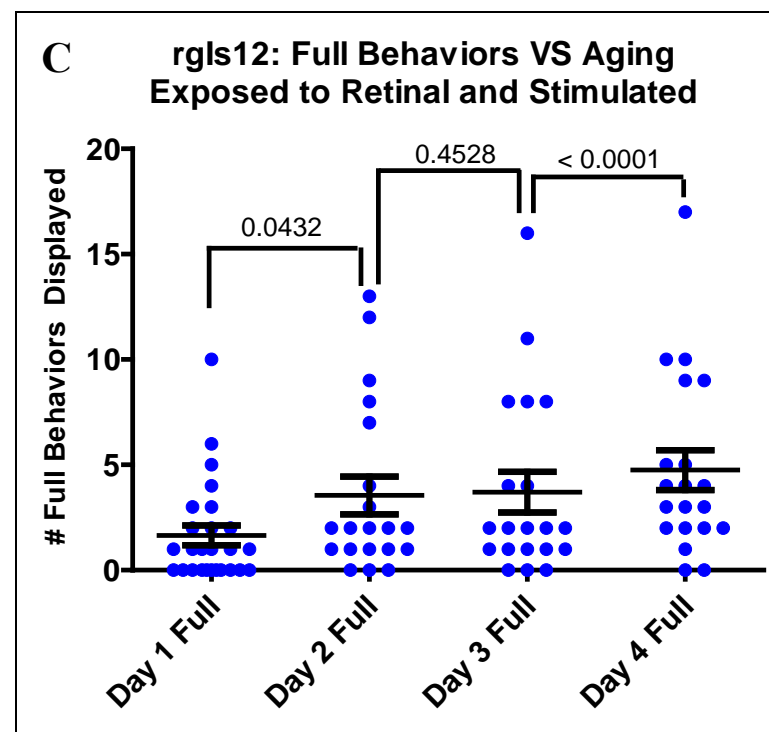 C
rgIs12: Full Behaviors VS Aging
Exposed to Retinal and Stimulated
# Full Behaviors Displayed
20
15
10
5
0
0.0432
0.4528
< 0.0001
Day 1 Full
Day 2 Full
Day 3 Full
Day 4 Full